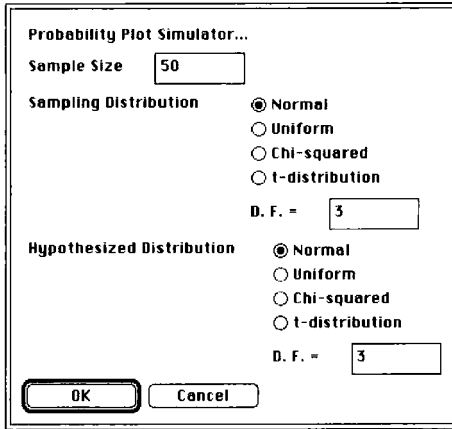 Probability Plot Simulator...
Sample Size 50
Sampling Distribution Normal
Uniform
Chi-squared
t-distribution
D. F. = 3
Hypothesized Distribution Normal
Uniform
Chi-squared
t-distribution
D. F. = 3
OK Cancel